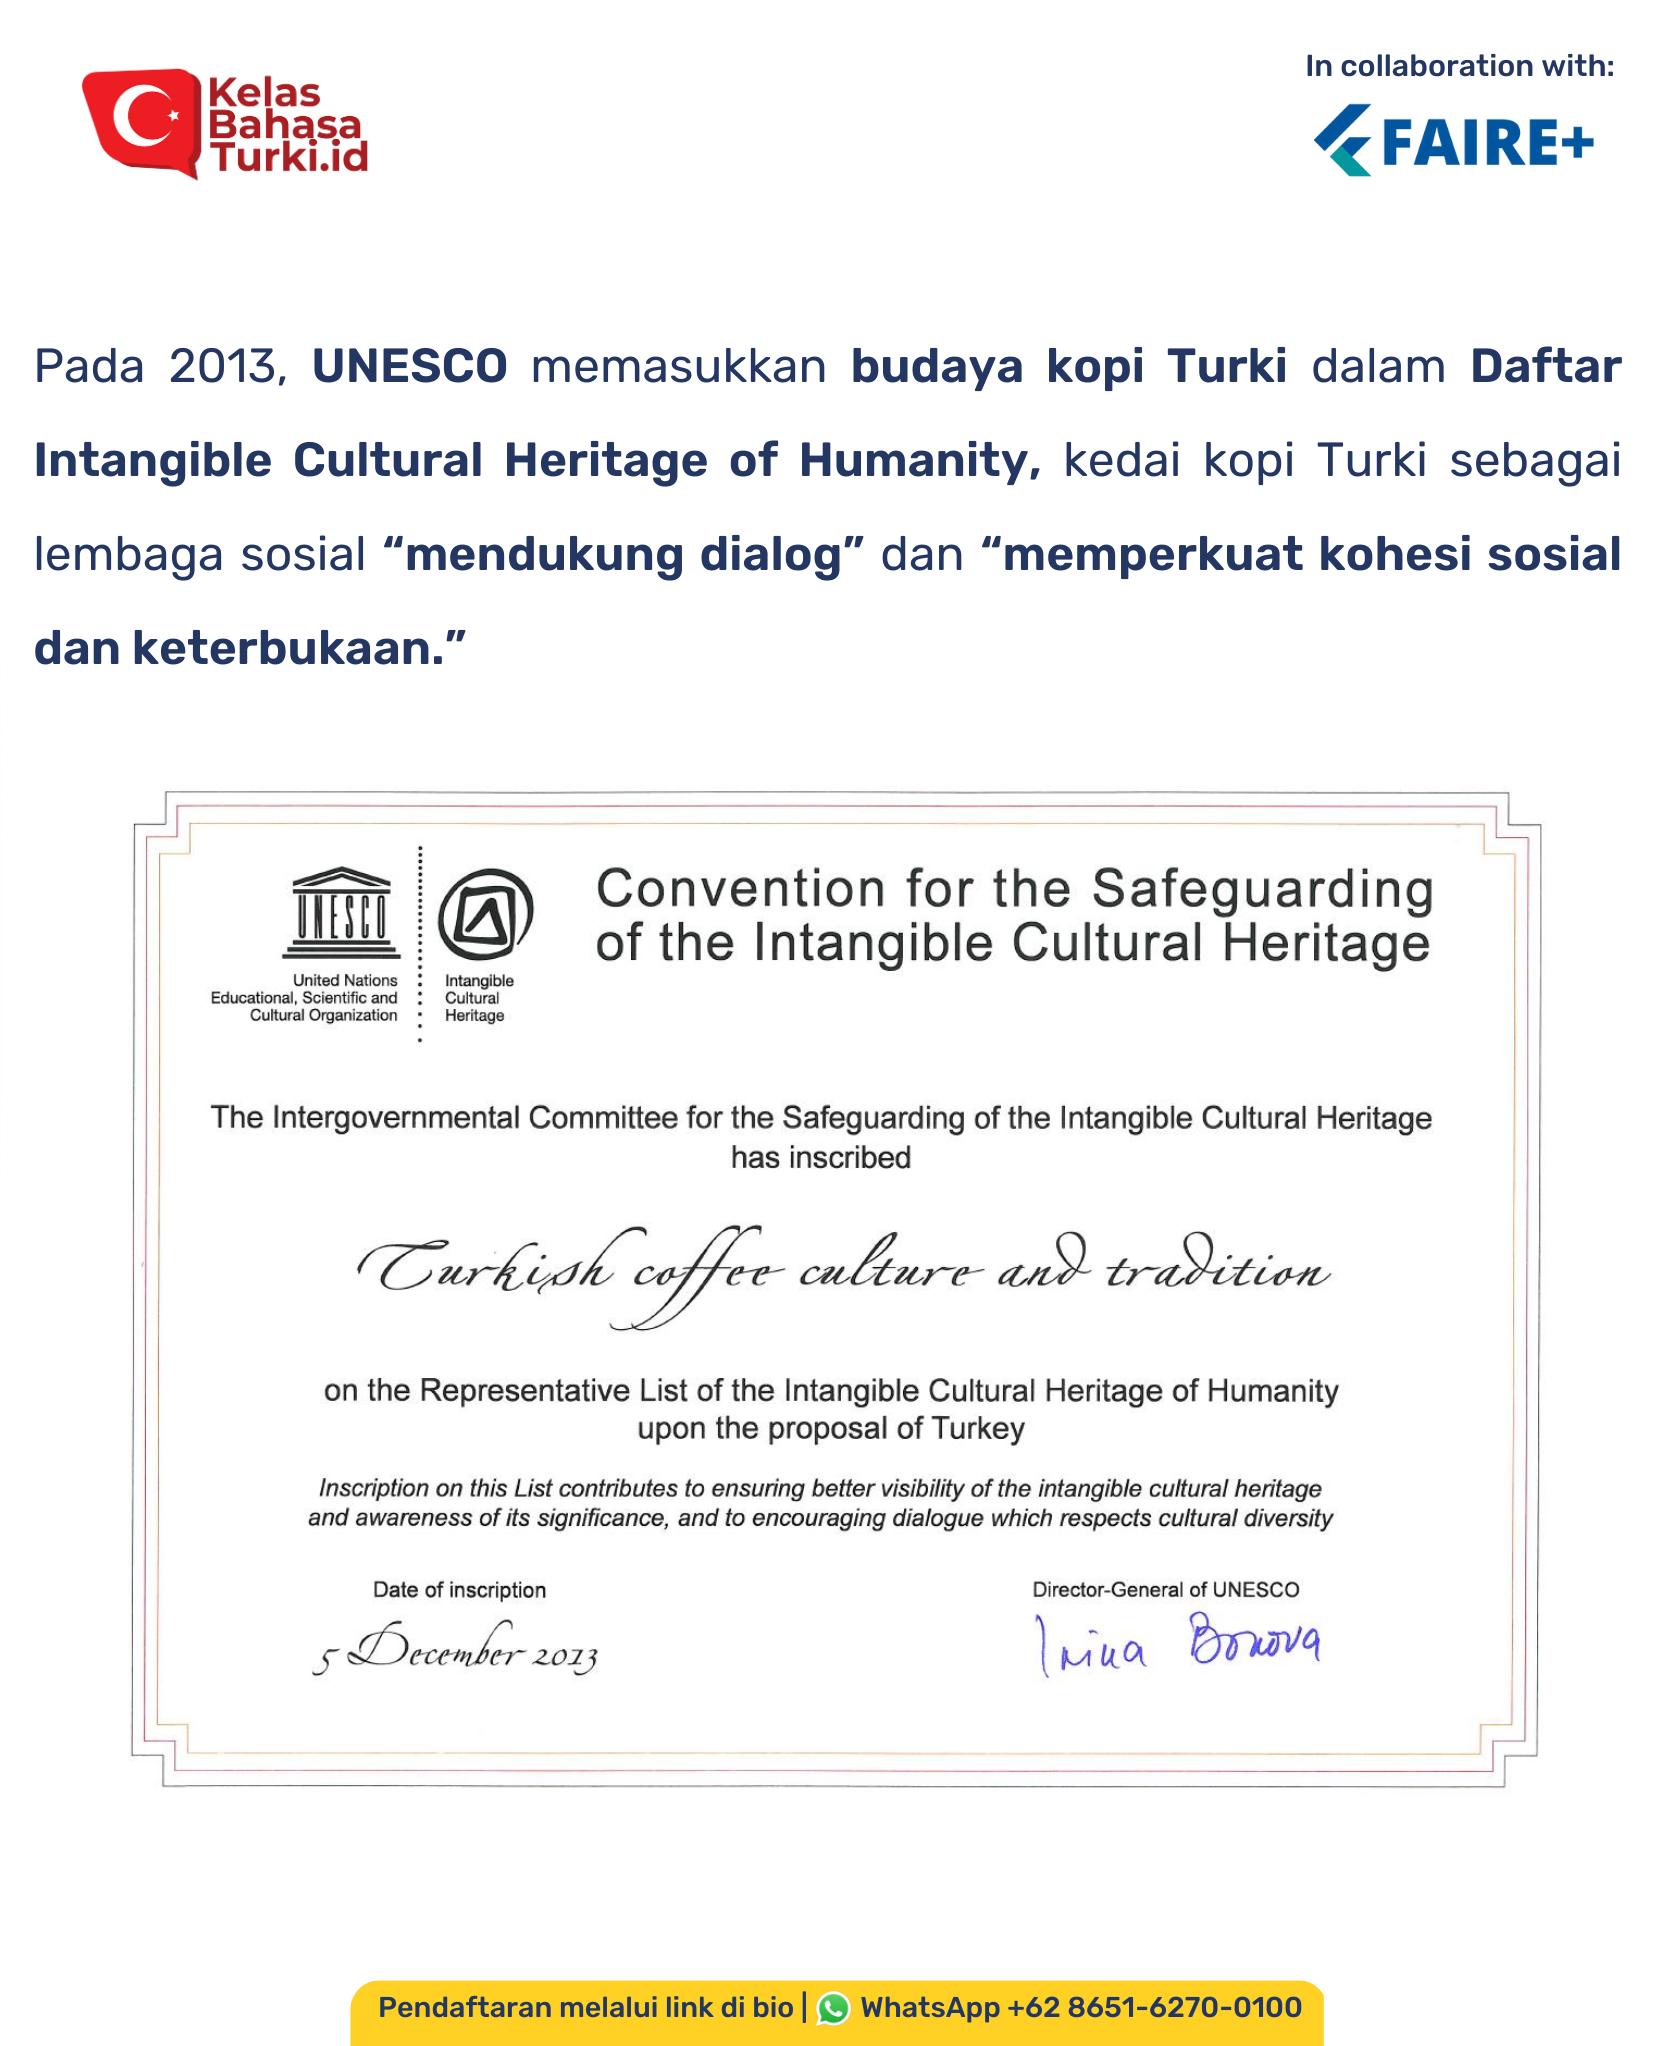 Kelas
Bahasa
Turki.id
In collaboration with:
FAIRE+
Pada 2013, UNESCO memasukkan budaya kopi Turki dalam Daftar
Intangible Cultural Heritage of Humanity, kedai kopi Turki sebagai
lembaga sosial “mendukung dialog” dan “memperkuat kohesi sosial
dan keterbukaan.”
UNESCO
United Nations
Educational, Scientific and
Cultural Organization
Intangible
Cultural
Heritage
Convention for the Safeguarding
of the Intangible Cultural Heritage
The Intergovernmental Committee for the Safeguarding of the Intangible Cultural Heritage
has inscribed
Turkish coffee culture and tradition
on the Representative List of the Intangible Cultural Heritage of Humanity
upon the proposal of Turkey
Inscription on this List contributes to ensuring better visibility of the intangible cultural heritage
and awareness of its significance, and to encouraging dialogue which respects cultural diversity
Date of inscription
5 December 2013
Director-General of UNESCO
Irina Bokova
Pendaftaran melalui link di bio | WhatsApp +62 8651-6270-0100